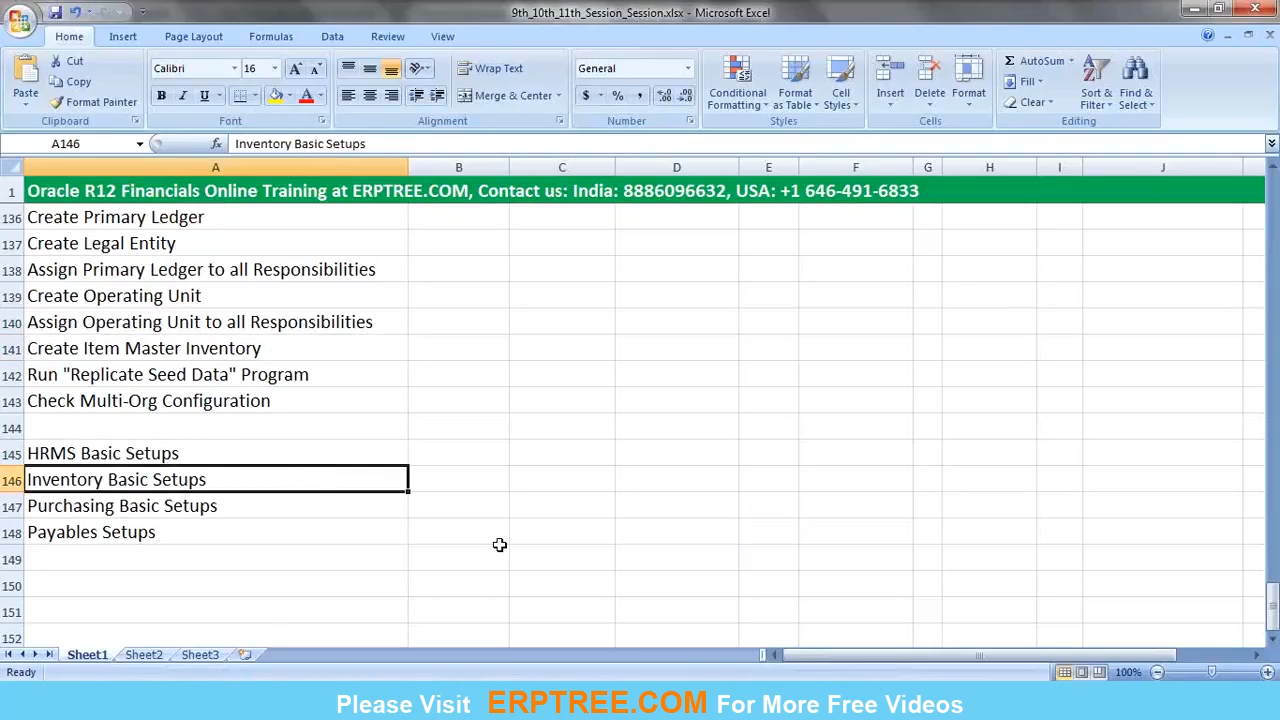 9th_10th_11th_Session_Session.xlsx - Microsoft Excel
Home Insert Page Layout Formulas Data Review View
Paste
Cut
Copy
Format Painter
Clipboard
Calibri 16
Font
Wrap Text
Merge & Center
Alignment
General
Number
Conditional Formatting
Format as Table
Cell Styles
Styles
Insert Delete Format
Cells
AutoSum
Fill
Clear
Sort & Filter
Find & Select
Editing
A146 fx Inventory Basic Setups
A B C D E F G H I J
1 Oracle R12 Financials Online Training at ERPTREE.COM, Contact us: India: 8886096632, USA: +1 646-491-6833
136 Create Primary Ledger
137 Create Legal Entity
138 Assign Primary Ledger to all Responsibilities
139 Create Operating Unit
140 Assign Operating Unit to all Responsibilities
141 Create Item Master Inventory
142 Run "Replicate Seed Data" Program
143 Check Multi-Org Configuration
144
145 HRMS Basic Setups
146 Inventory Basic Setups
147 Purchasing Basic Setups
148 Payables Setups
149
150
151
152
Sheet1 Sheet2 Sheet3
Ready 100%
Please Visit ERPTREE.COM For More Free Videos